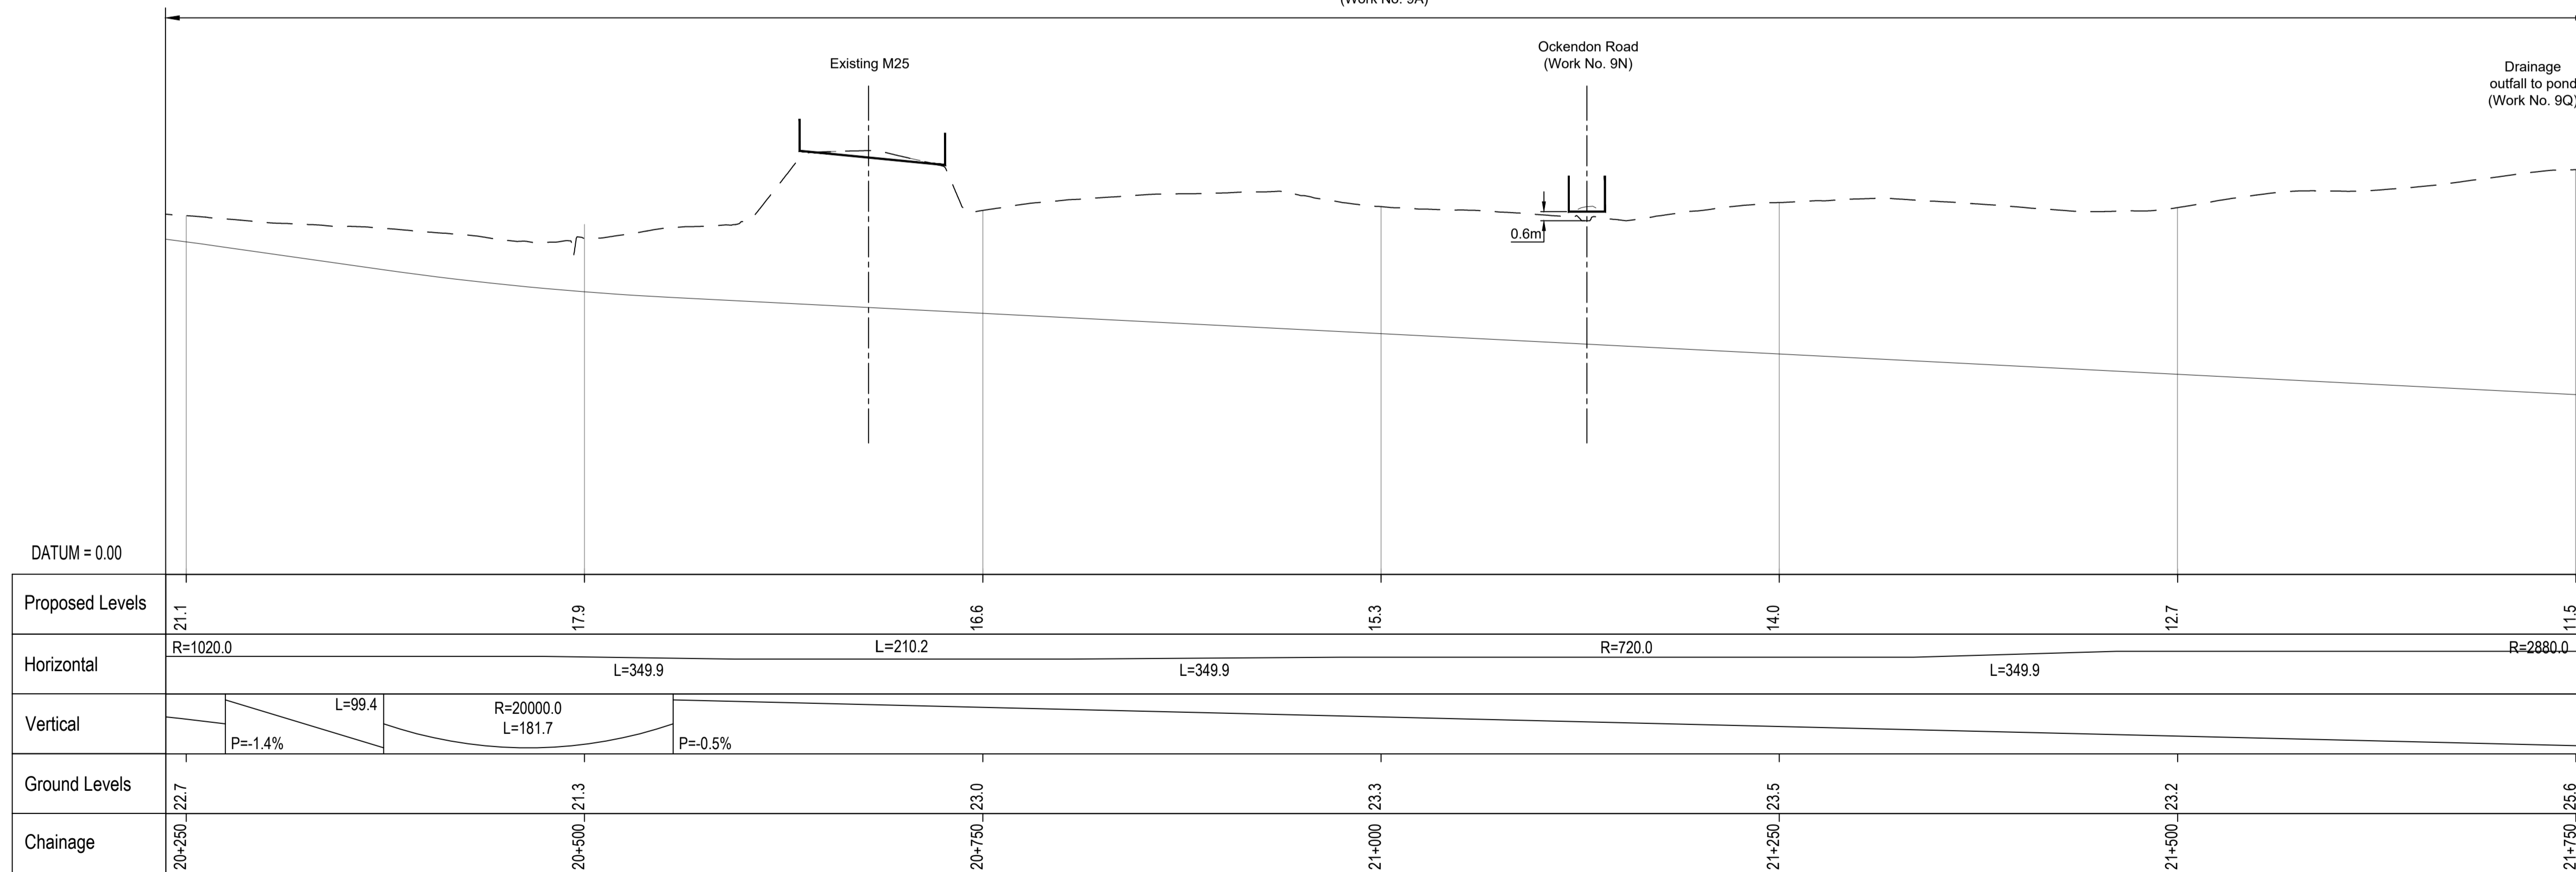 (Work No. 9A)
Existing M25
Ockendon Road
(Work No. 9N)
Drainage
outfall to pond
(Work No. 9Q)
0.6m
DATUM = 0.00
Proposed Levels
21.1
17.9
16.6
15.3
14.0
12.7
11.5
Horizontal
R=1020.0
L=349.9
L=210.2
L=349.9
R=720.0
L=349.9
R=2880.0
Vertical
P=-1.4%
L=99.4
R=20000.0
L=181.7
P=-0.5%
Ground Levels
22.7
21.3
23.0
23.3
23.5
23.2
25.6
Chainage
20+250
20+500
20+750
21+000
21+250
21+500
21+750